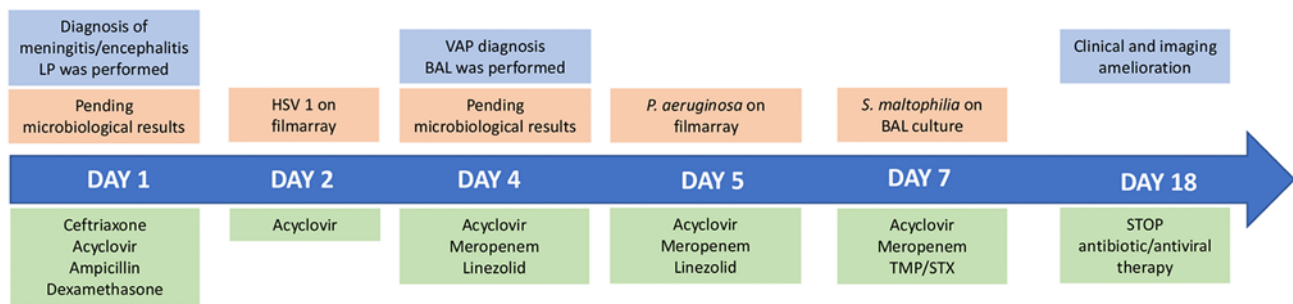 Diagnosis of
meningitis/encephalitis
LP was performed
VAP diagnosis
BAL was performed
Clinical and imaging
amelioration
Pending
microbiological results
HSV 1 on
filmarray
Pending
microbiological results
P. aeruginosa on
filmarray
S. maltophilia on
BAL culture
DAY 1
DAY 2
DAY 4
DAY 5
DAY 7
DAY 18
Ceftriaxone
Acyclovir
Ampicillin
Dexamethasone
Acyclovir
Acyclovir
Meropenem
Linezolid
Acyclovir
Meropenem
Linezolid
Acyclovir
Meropenem
TMP/STX
STOP
antibiotic/antiviral
therapy